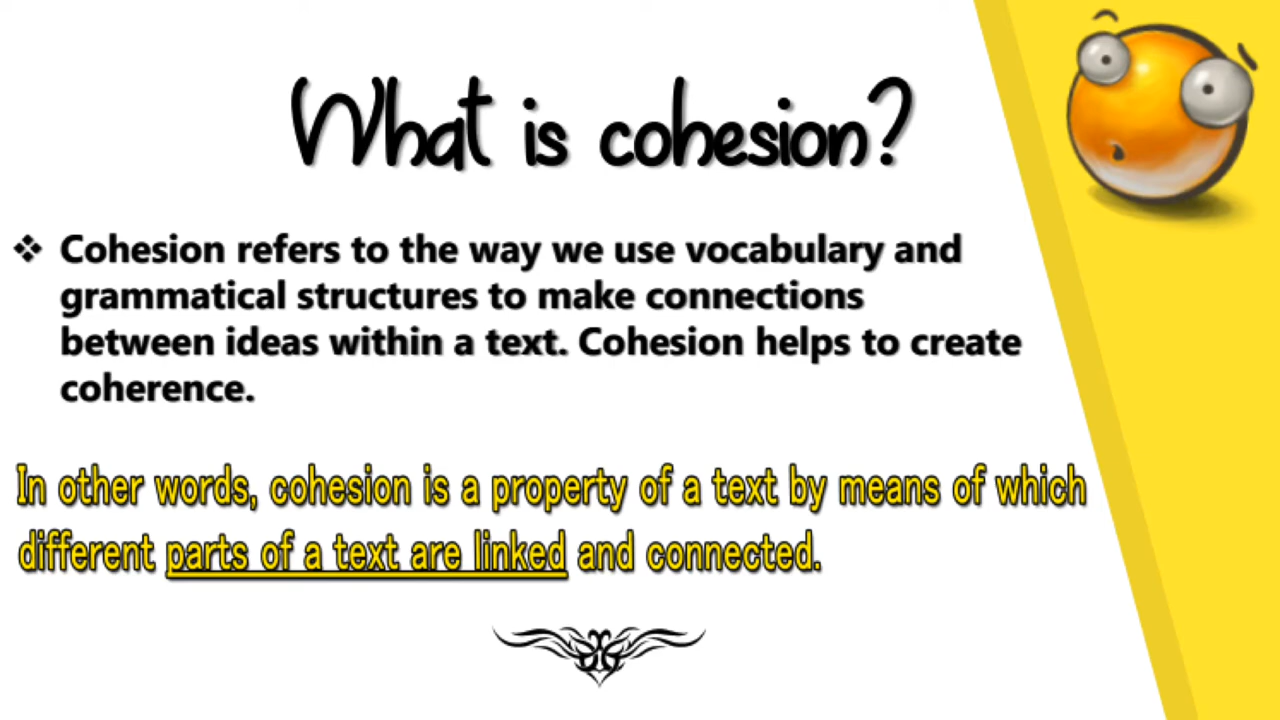 What is cohesion?
❖ Cohesion refers to the way we use vocabulary and
grammatical structures to make connections
between ideas within a text. Cohesion helps to create
coherence.
In other words, cohesion is a property of a text by means of which
different parts of a text are linked and connected.